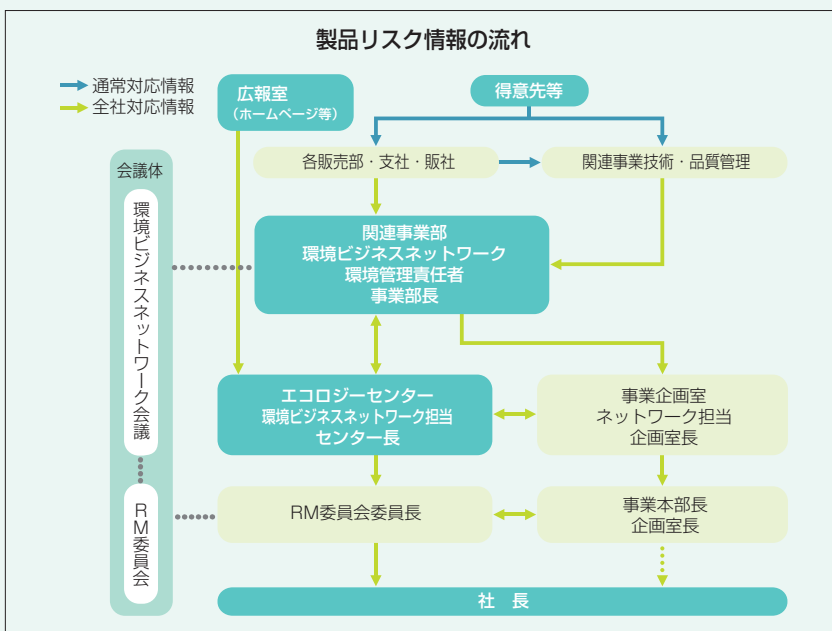 製品リスク情報の流れ
通常対応情報
全社対応情報
広報室
（ホームページ等）
得意先等
各販売部・支社・販社
関連事業技術・品質管理
会議体
環境ビジネスネットワーク会議
RM委員会
関連事業部
環境ビジネスネットワーク
環境管理責任者
事業部長
エコロジーセンター
環境ビジネスネットワーク担当
センター長
事業企画室
ネットワーク担当
企画室長
RM委員会委員長
事業本部長
企画室長
社 長